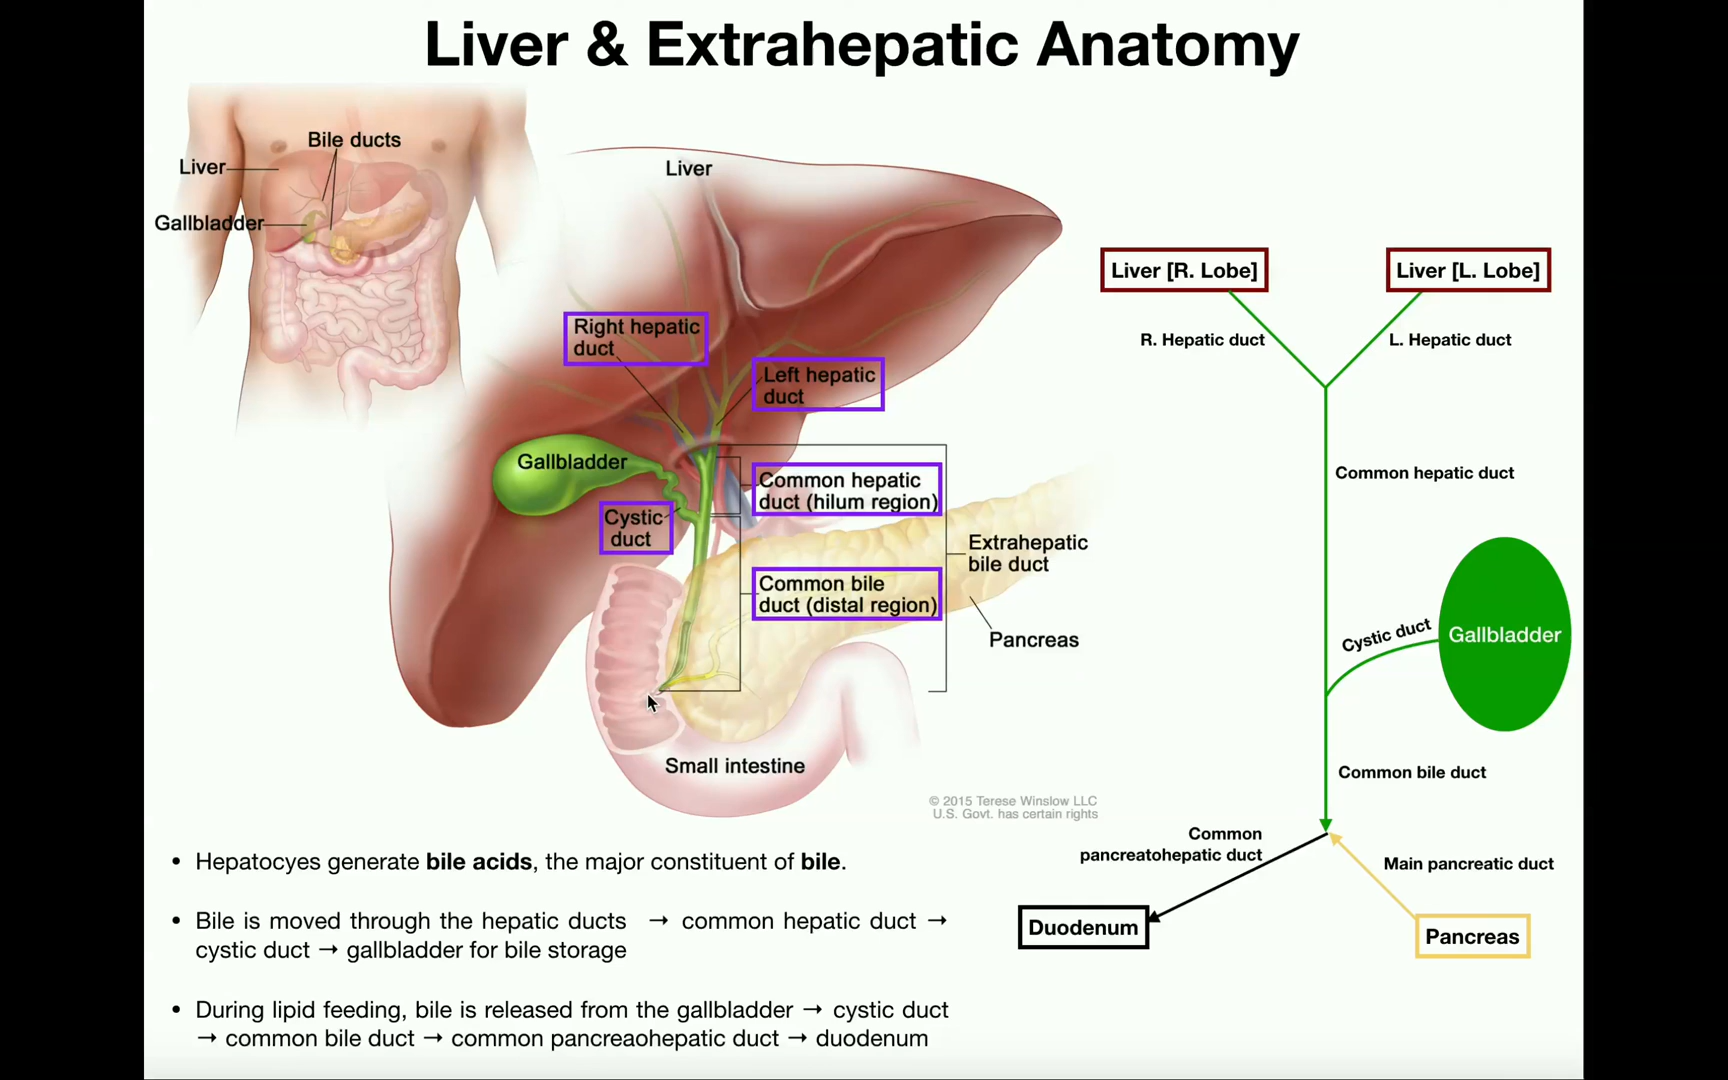 Liver & Extrahepatic Anatomy
Bile ducts
Liver
Gallbladder
Liver
Right hepatic
duct
Left hepatic
duct
Gallbladder
Common hepatic
duct (hilum region)
Cystic
duct
Extrahepatic
bile duct
Common bile
duct (distal region)
Pancreas
Small intestine
© 2015 Terese Winslow LLC
U.S. Govt. has certain rights
Liver [R. Lobe]
Liver [L. Lobe]
R. Hepatic duct
L. Hepatic duct
Common hepatic duct
Cystic duct
Gallbladder
Common bile duct
Common
pancreatohepatic duct
Main pancreatic duct
Duodenum
Pancreas
• Hepatocyes generate bile acids, the major constituent of bile.
• Bile is moved through the hepatic ducts → common hepatic duct →
cystic duct → gallbladder for bile storage
• During lipid feeding, bile is released from the gallbladder → cystic duct
→ common bile duct → common pancreaohepatic duct → duodenum